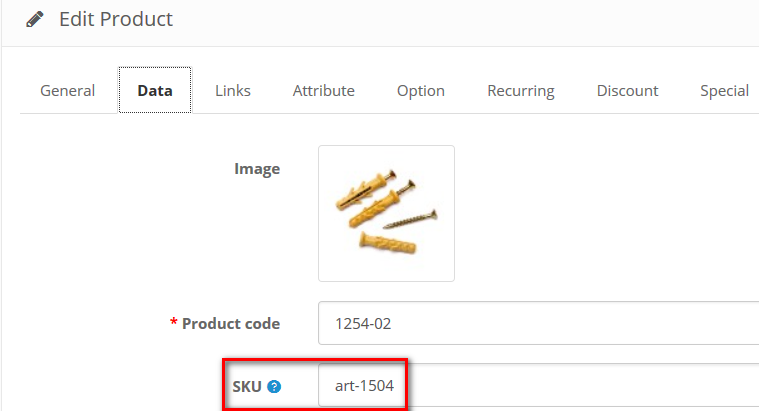 Edit Product
General Data Links Attribute Option Recurring Discount Special
Image
* Product code 1254-02
SKU ? art-1504